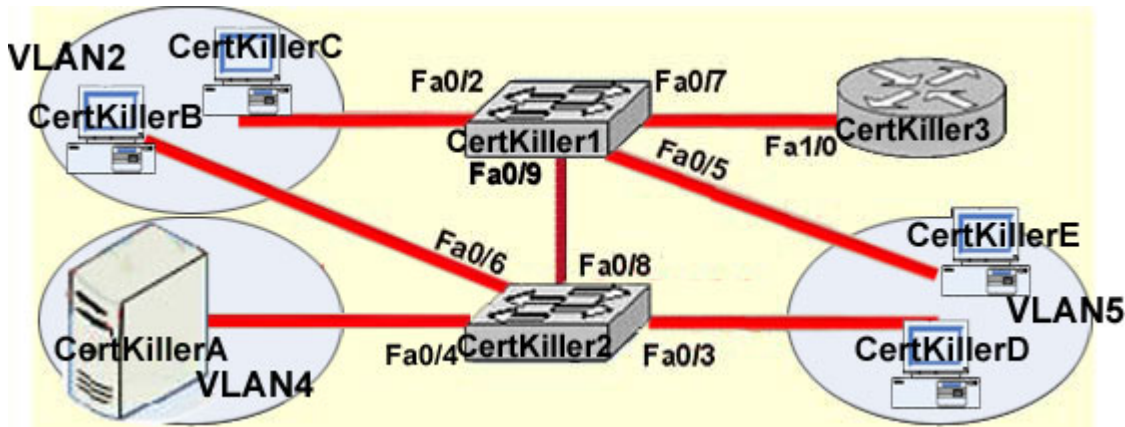 CertKillerC
VLAN2
CertKillerB
Fa0/2
Fa0/7
CertKiller1
CertKiller3
Fa1/0
Fa0/9
Fa0/5
Fa0/6
Fa0/8
CertKillerE
VLAN5
CertKillerA
VLAN4
Fa0/4
CertKiller2
Fa0/3
CertKillerD